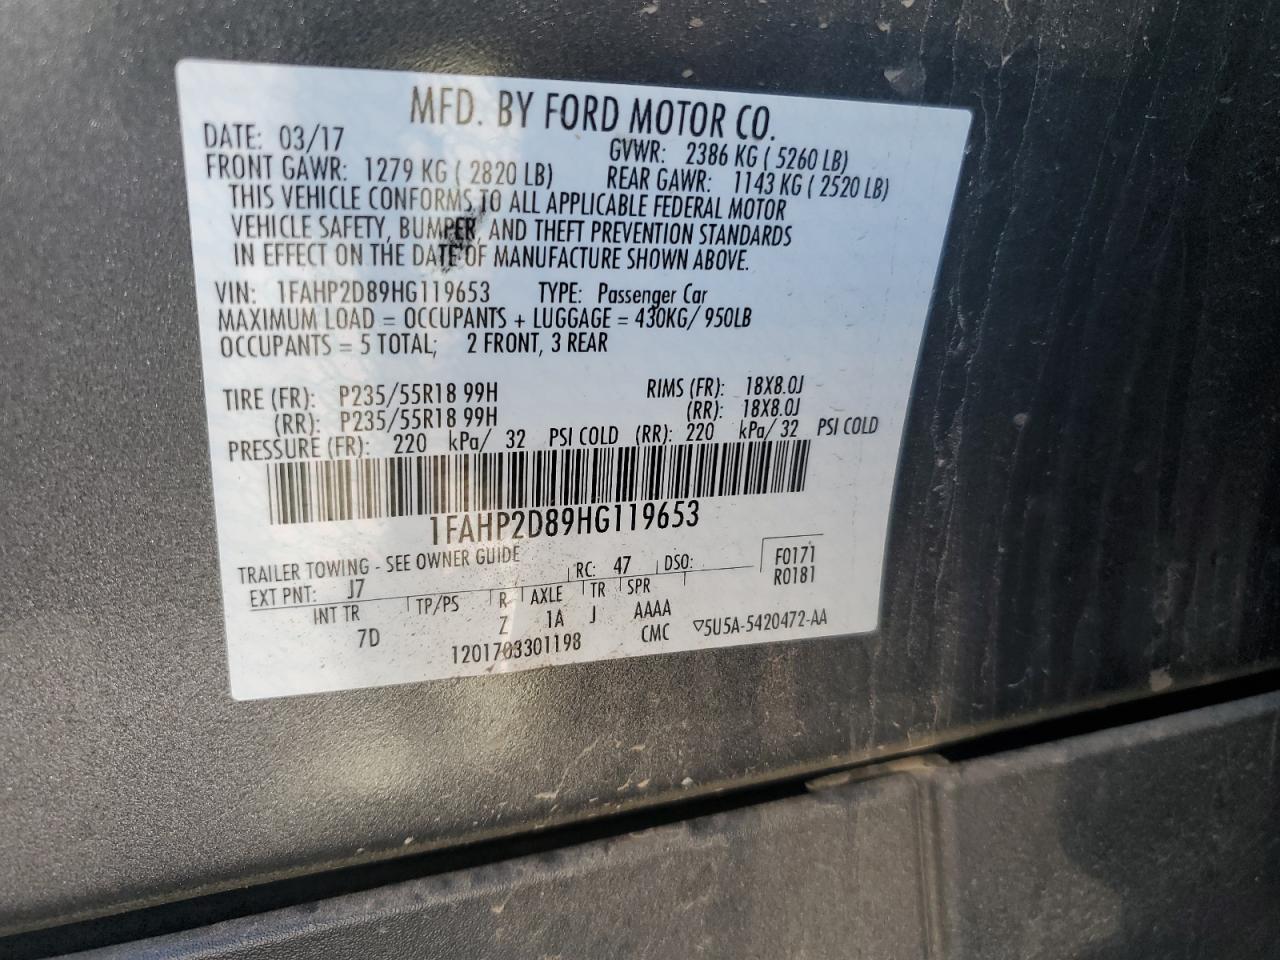 MFD. BY FORD MOTOR CO.
DATE: 03/17 GVWR: 2386 KG ( 5260 LB)
FRONT GAWR: 1279 KG ( 2820 LB) REAR GAWR: 1143 KG ( 2520 LB)
THIS VEHICLE CONFORMS TO ALL APPLICABLE FEDERAL MOTOR
VEHICLE SAFETY, BUMPER, AND THEFT PREVENTION STANDARDS
IN EFFECT ON THE DATE OF MANUFACTURE SHOWN ABOVE.
VIN: 1FAHP2D89HG119653 TYPE: Passenger Car
MAXIMUM LOAD = OCCUPANTS + LUGGAGE = 430KG/ 950LB
OCCUPANTS = 5 TOTAL; 2 FRONT, 3 REAR
TIRE (FR): P235/55R18 99H RIMS (FR): 18X8.0J
(RR): P235/55R18 99H (RR): 18X8.0J
PRESSURE (FR): 220 kPa/ 32 PSI COLD (RR): 220 kPa/ 32 PSI COLD
1FAHP2D89HG119653
TRAILER TOWING - SEE OWNER GUIDE F0171
EXT PNT: J7 RC: 47 DSO: R0181
INT TR TP/PS R AXLE TR SPR
7D Z 1A J AAAA
1201703301198 CMC ▽5U5A-5420472-AA